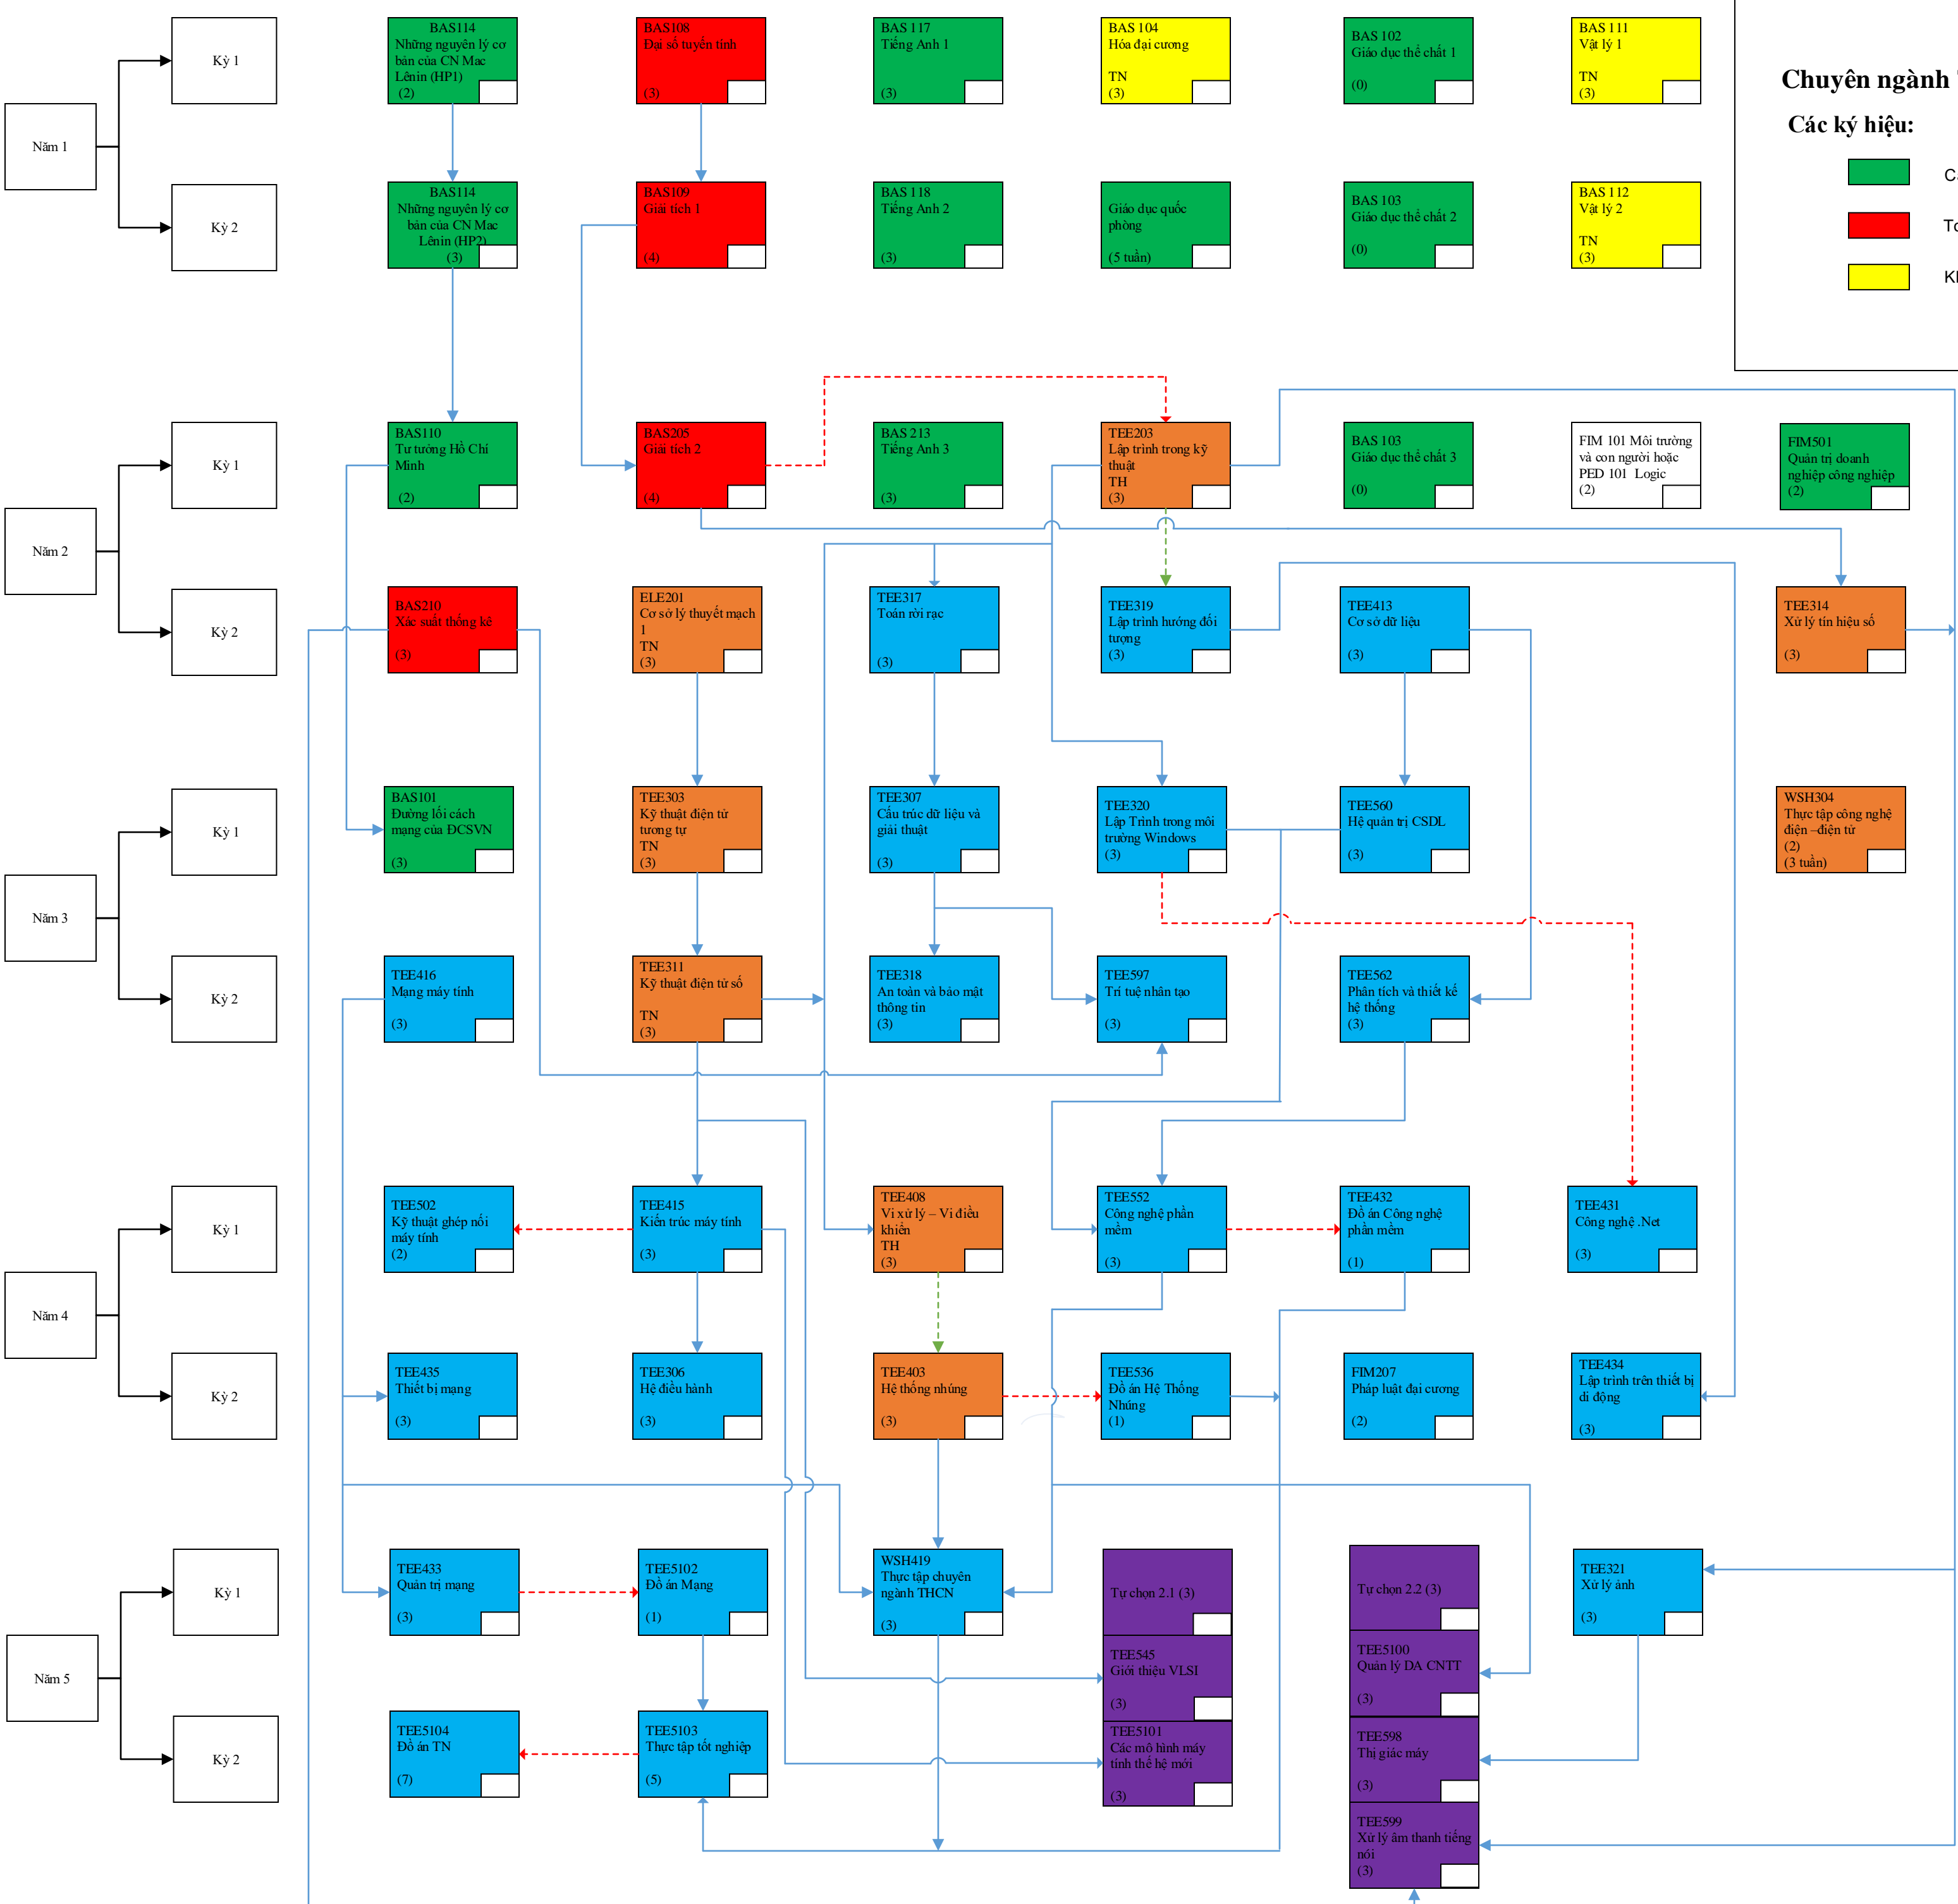 Chuyên ngành
Các ký hiệu:
Năm 1
Kỳ 1
BAS114
Những nguyên lý cơ
bản của CN Mac
Lênin (HP1)
(2)
BAS108
Đại số tuyến tính
(3)
BAS 117
Tiếng Anh 1
(3)
BAS 104
Hóa đại cương
TN
(3)
BAS 102
Giáo dục thể chất 1
(0)
BAS 111
Vật lý 1
TN
(3)
Kỳ 2
BAS114
Những nguyên lý cơ
bản của CN Mac
Lênin (HP2)
(3)
BAS109
Giải tích 1
(4)
BAS 118
Tiếng Anh 2
(3)
Giáo dục quốc
phòng
(5 tuần)
BAS 103
Giáo dục thể chất 2
(0)
BAS 112
Vật lý 2
TN
(3)
Năm 2
Kỳ 1
BAS110
Tư tưởng Hồ Chí
Minh
(2)
BAS205
Giải tích 2
(4)
BAS 213
Tiếng Anh 3
(3)
TEE203
Lập trình trong kỹ
thuật
TH
(3)
BAS 103
Giáo dục thể chất 3
(0)
FIM 101 Môi trường
và con người hoặc
PED 101 Logic
(2)
FIM501
Quản trị doanh
nghiệp công nghiệp
(2)
Kỳ 2
BAS210
Xác suất thống kê
(3)
ELE201
Cơ sở lý thuyết mạch
1
TN
(3)
TEE317
Toán rời rạc
(3)
TEE319
Lập trình hướng đối
tượng
(3)
TEE413
Cơ sở dữ liệu
(3)
TEE314
Xử lý tín hiệu số
(3)
Năm 3
Kỳ 1
BAS101
Đường lối cách
mạng của ĐCSVN
(3)
TEE303
Kỹ thuật điện tử
tương tự
TN
(3)
TEE307
Cấu trúc dữ liệu và
giải thuật
(3)
TEE320
Lập Trình trong môi
trường Windows
(3)
TEE560
Hệ quản trị CSDL
(3)
WSH304
Thực tập công nghệ
điện –điện tử
(2)
(3 tuần)
Kỳ 2
TEE416
Mạng máy tính
(3)
TEE311
Kỹ thuật điện tử số
TN
(3)
TEE318
An toàn và bảo mật
thông tin
(3)
TEE597
Trí tuệ nhân tạo
(3)
TEE562
Phân tích và thiết kế
hệ thống
(3)
Năm 4
Kỳ 1
TEE502
Kỹ thuật ghép nối
máy tính
(2)
TEE415
Kiến trúc máy tính
(3)
TEE408
Vi xử lý – Vi điều
khiển
TH
(3)
TEE552
Công nghệ phần
mềm
(3)
TEE432
Đồ án Công nghệ
phần mềm
(1)
TEE431
Công nghệ .Net
(3)
Kỳ 2
TEE435
Thiết bị mạng
(3)
TEE306
Hệ điều hành
(3)
TEE403
Hệ thống nhúng
(3)
TEE536
Đồ án Hệ Thống
Nhúng
(1)
FIM207
Pháp luật đại cương
(2)
TEE434
Lập trình trên thiết bị
di động
(3)
Năm 5
Kỳ 1
TEE433
Quản trị mạng
(3)
TEE5102
Đồ án Mạng
(1)
WSH419
Thực tập chuyên
ngành THCN
(3)
Tự chọn 2.1 (3)
TEE545
Giới thiệu VLSI
(3)
TEE5101
Các mô hình máy
tính thế hệ mới
(3)
Tự chọn 2.2 (3)
TEE5100
Quản lý DA CNTT
(3)
TEE598
Thị giác máy
(3)
TEE599
Xử lý âm thanh tiếng
nói
(3)
TEE321
Xử lý ảnh
(3)
Kỳ 2
TEE5104
Đồ án TN
(7)
TEE5103
Thực tập tốt nghiệp
(5)